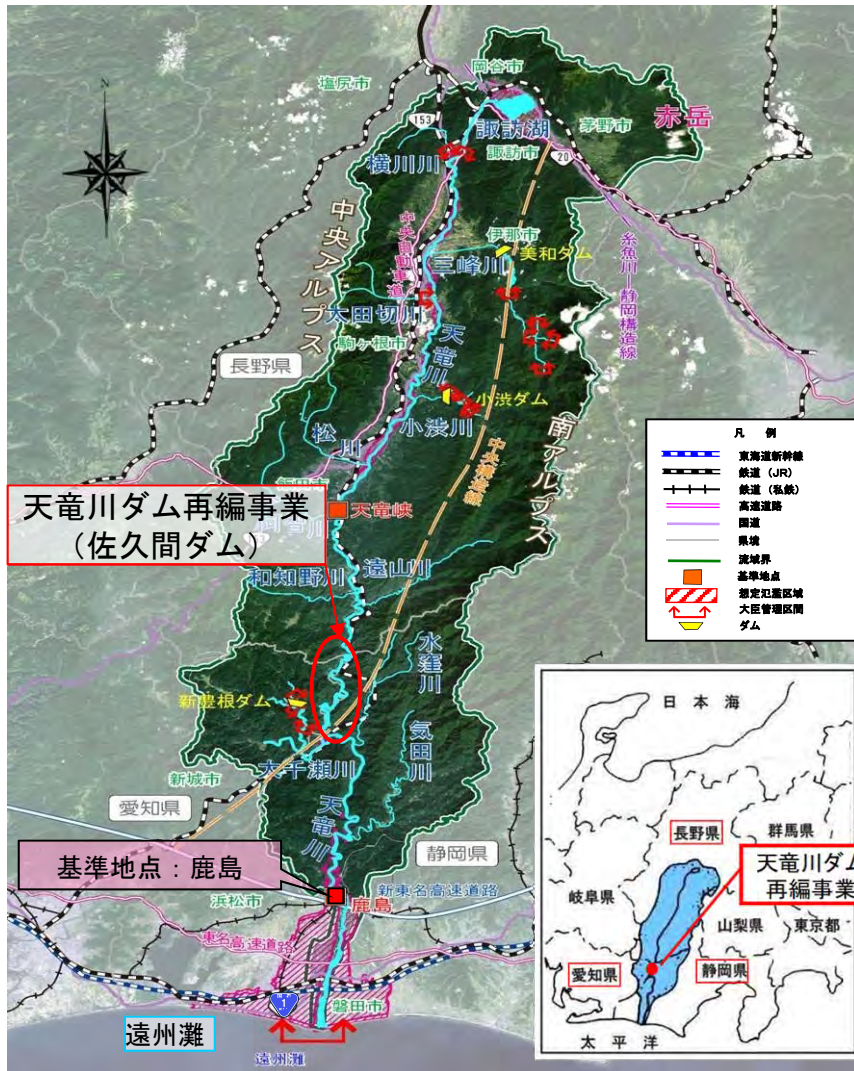 N
岡谷市
塩尻市
諏訪湖
茅野市
赤岳
153
横川川
諏訪市
20
中央アルプス
中央自動車道
伊那市
美和ダム
三峰川
糸魚川―静岡構造線
太田切川
駒ヶ根市
天竜川
長野県
小渋ダム
小渋川
南アルプス
松川
中央構造線
飯田市
天竜川ダム再編事業
(佐久間ダム)
天竜峡
和知野川
遠山川
水窪川
新豊根ダム
気田川
新城市
大千瀬川
愛知県
天竜川
静岡県
基準地点:鹿島
新東名高速道路
浜松市
鹿島
東名高速道路
1
磐田市
遠州灘
遠州灘
凡 例
東海道新幹線
鉄道(JR)
鉄道(私鉄)
高速道路
国道
県境
流域界
基準地点
想定氾濫区域
大臣管理区間
ダム
日本海
長野県
群馬県
天竜川ダム
再編事業
岐阜県
山梨県
東京都
愛知県
静岡県
太平洋